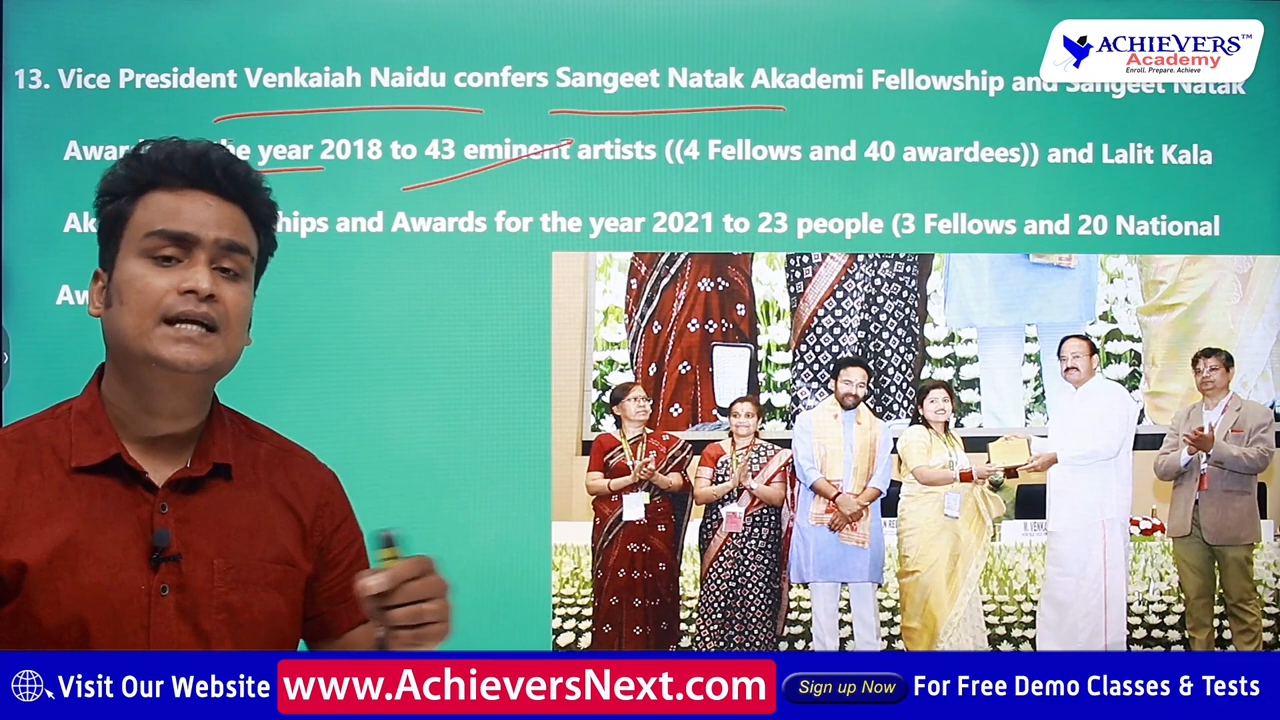 ACHIEVERS™
Academy
Enroll. Prepare. Achieve
13. Vice President Venkaiah Naidu confers Sangeet Natak Akademi Fellowship and Sangeet Natak
year 2018 to 43 eminent artists ((4 Fellows and 40 awardees)) and Lalit Kala
and Awards for the year 2021 to 23 people (3 Fellows and 20 National
Visit Our Website www.AchieversNext.com Sign up Now For Free Demo Classes & Tests